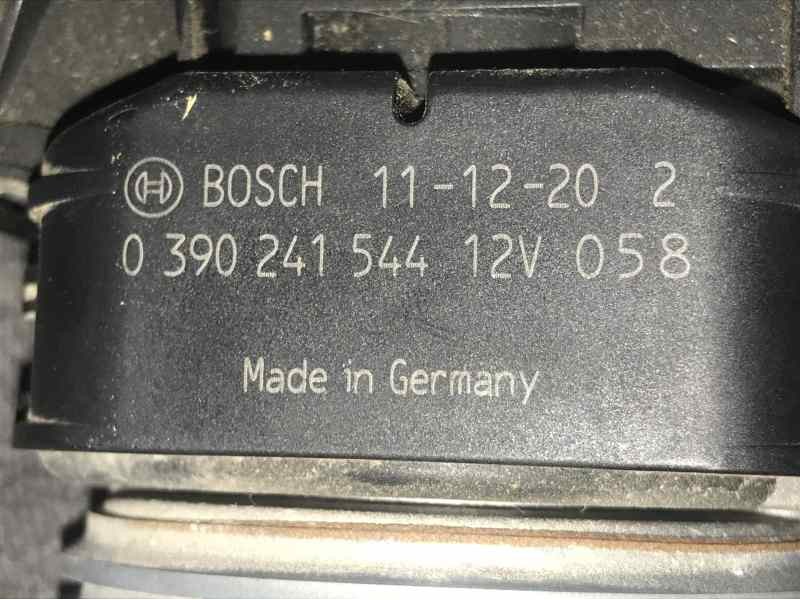 BOSCH 11-12-20 2
0 390 241 544 12V 058
Made in Germany